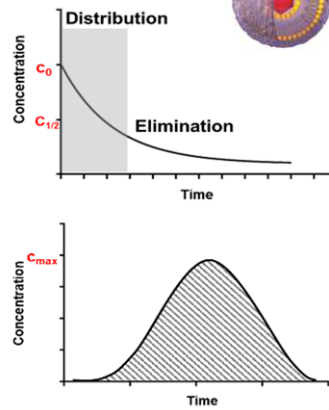 Distribution
C0
C1/2
Elimination
Concentration
Time
Cmax
Concentration
Time